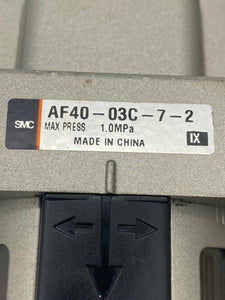 SMC
AF40-03C-7-2
MAX PRESS 1.0MPa
MADE IN CHINA
IX